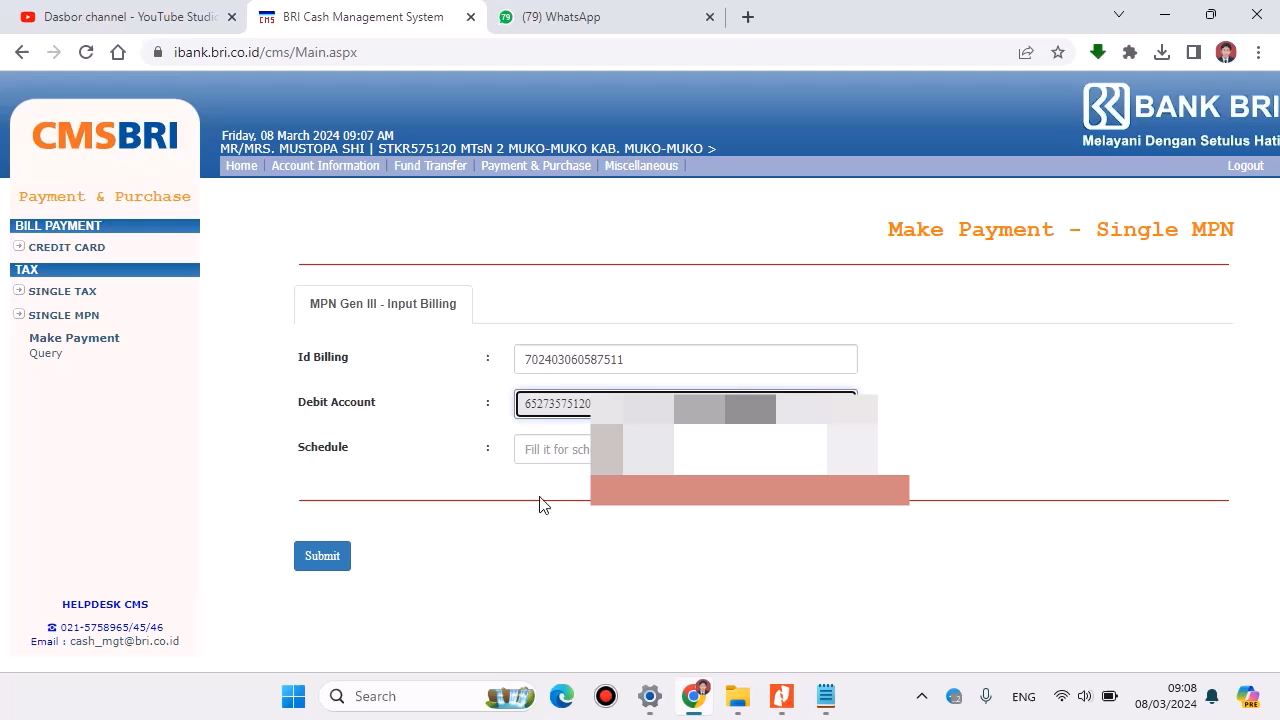 Dasbor channel - YouTube Studio
BRI Cash Management System
79
(79) WhatsApp
ibank.bri.co.id/cms/Main.aspx
CMSBRI
Friday, 08 March 2024 09:07 AM
MR/MRS. MUSTOPA SHI | STKR575120 MTsN 2 MUKO-MUKO KAB. MUKO-MUKO >
BANK BRI
Melayani Dengan Setulus Hati
Home Account Information Fund Transfer Payment & Purchase Miscellaneous Logout
Payment & Purchase
BILL PAYMENT
CREDIT CARD
TAX
SINGLE TAX
SINGLE MPN
Make Payment
Query
HELPDESK CMS
021-5758965/45/46
Email : cash_mgt@bri.co.id
Make Payment - Single MPN
MPN Gen III - Input Billing
Id Billing : 702403060587511
Debit Account : 65273575120
Schedule : Fill it for sch
Submit
Search
ENG
09:08
08/03/2024
PRE